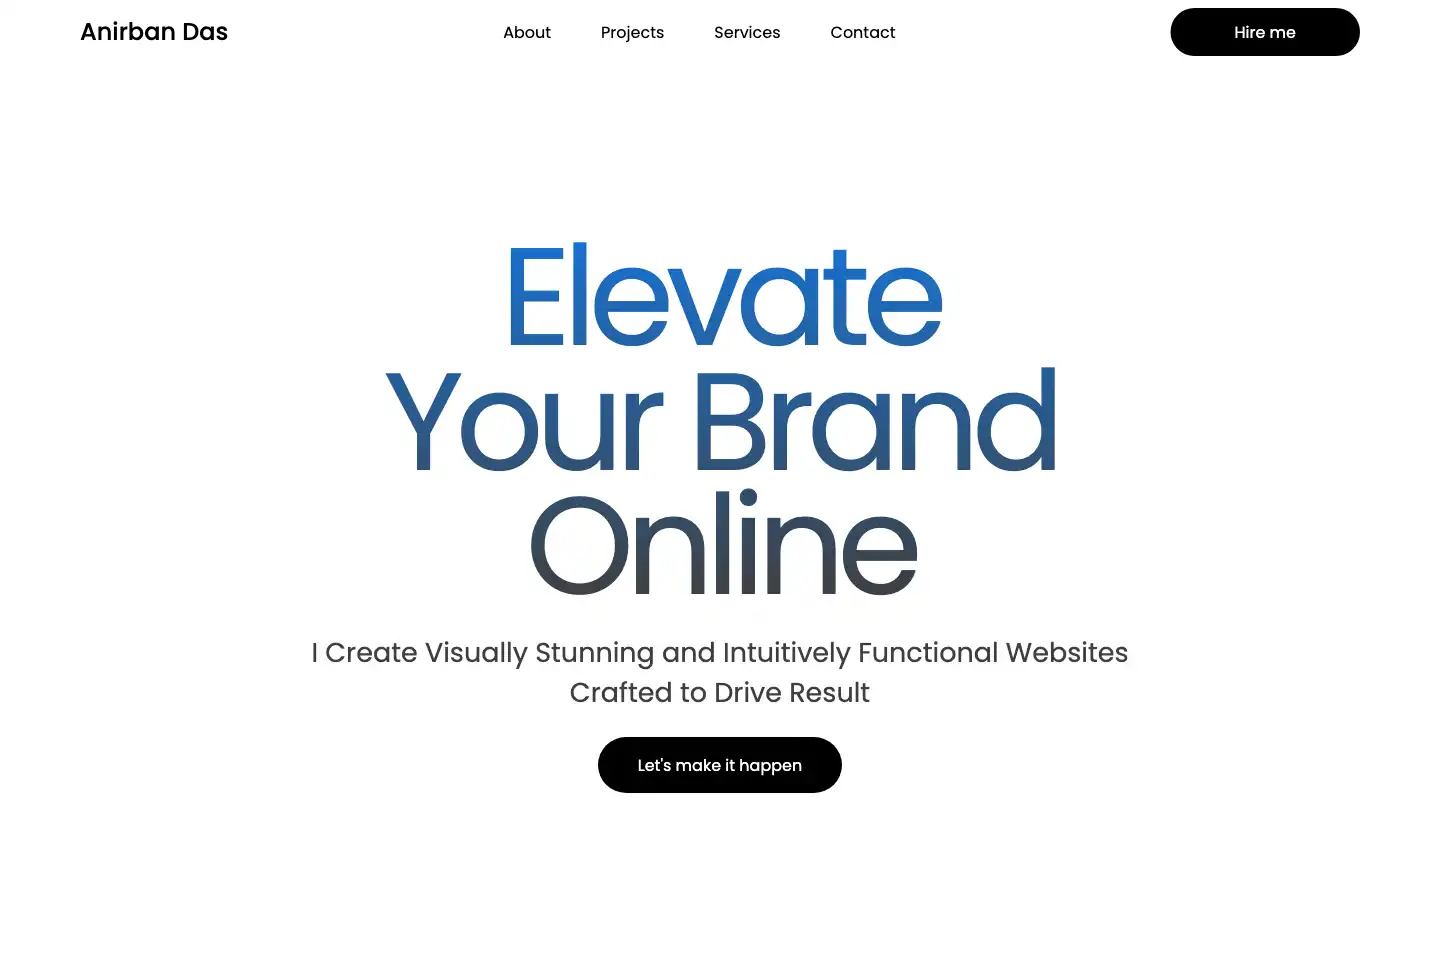 Anirban Das
About
Projects
Services
Contact
Hire me
Elevate
Your Brand
Online
I Create Visually Stunning and Intuitively Functional Websites
Crafted to Drive Result
Let's make it happen